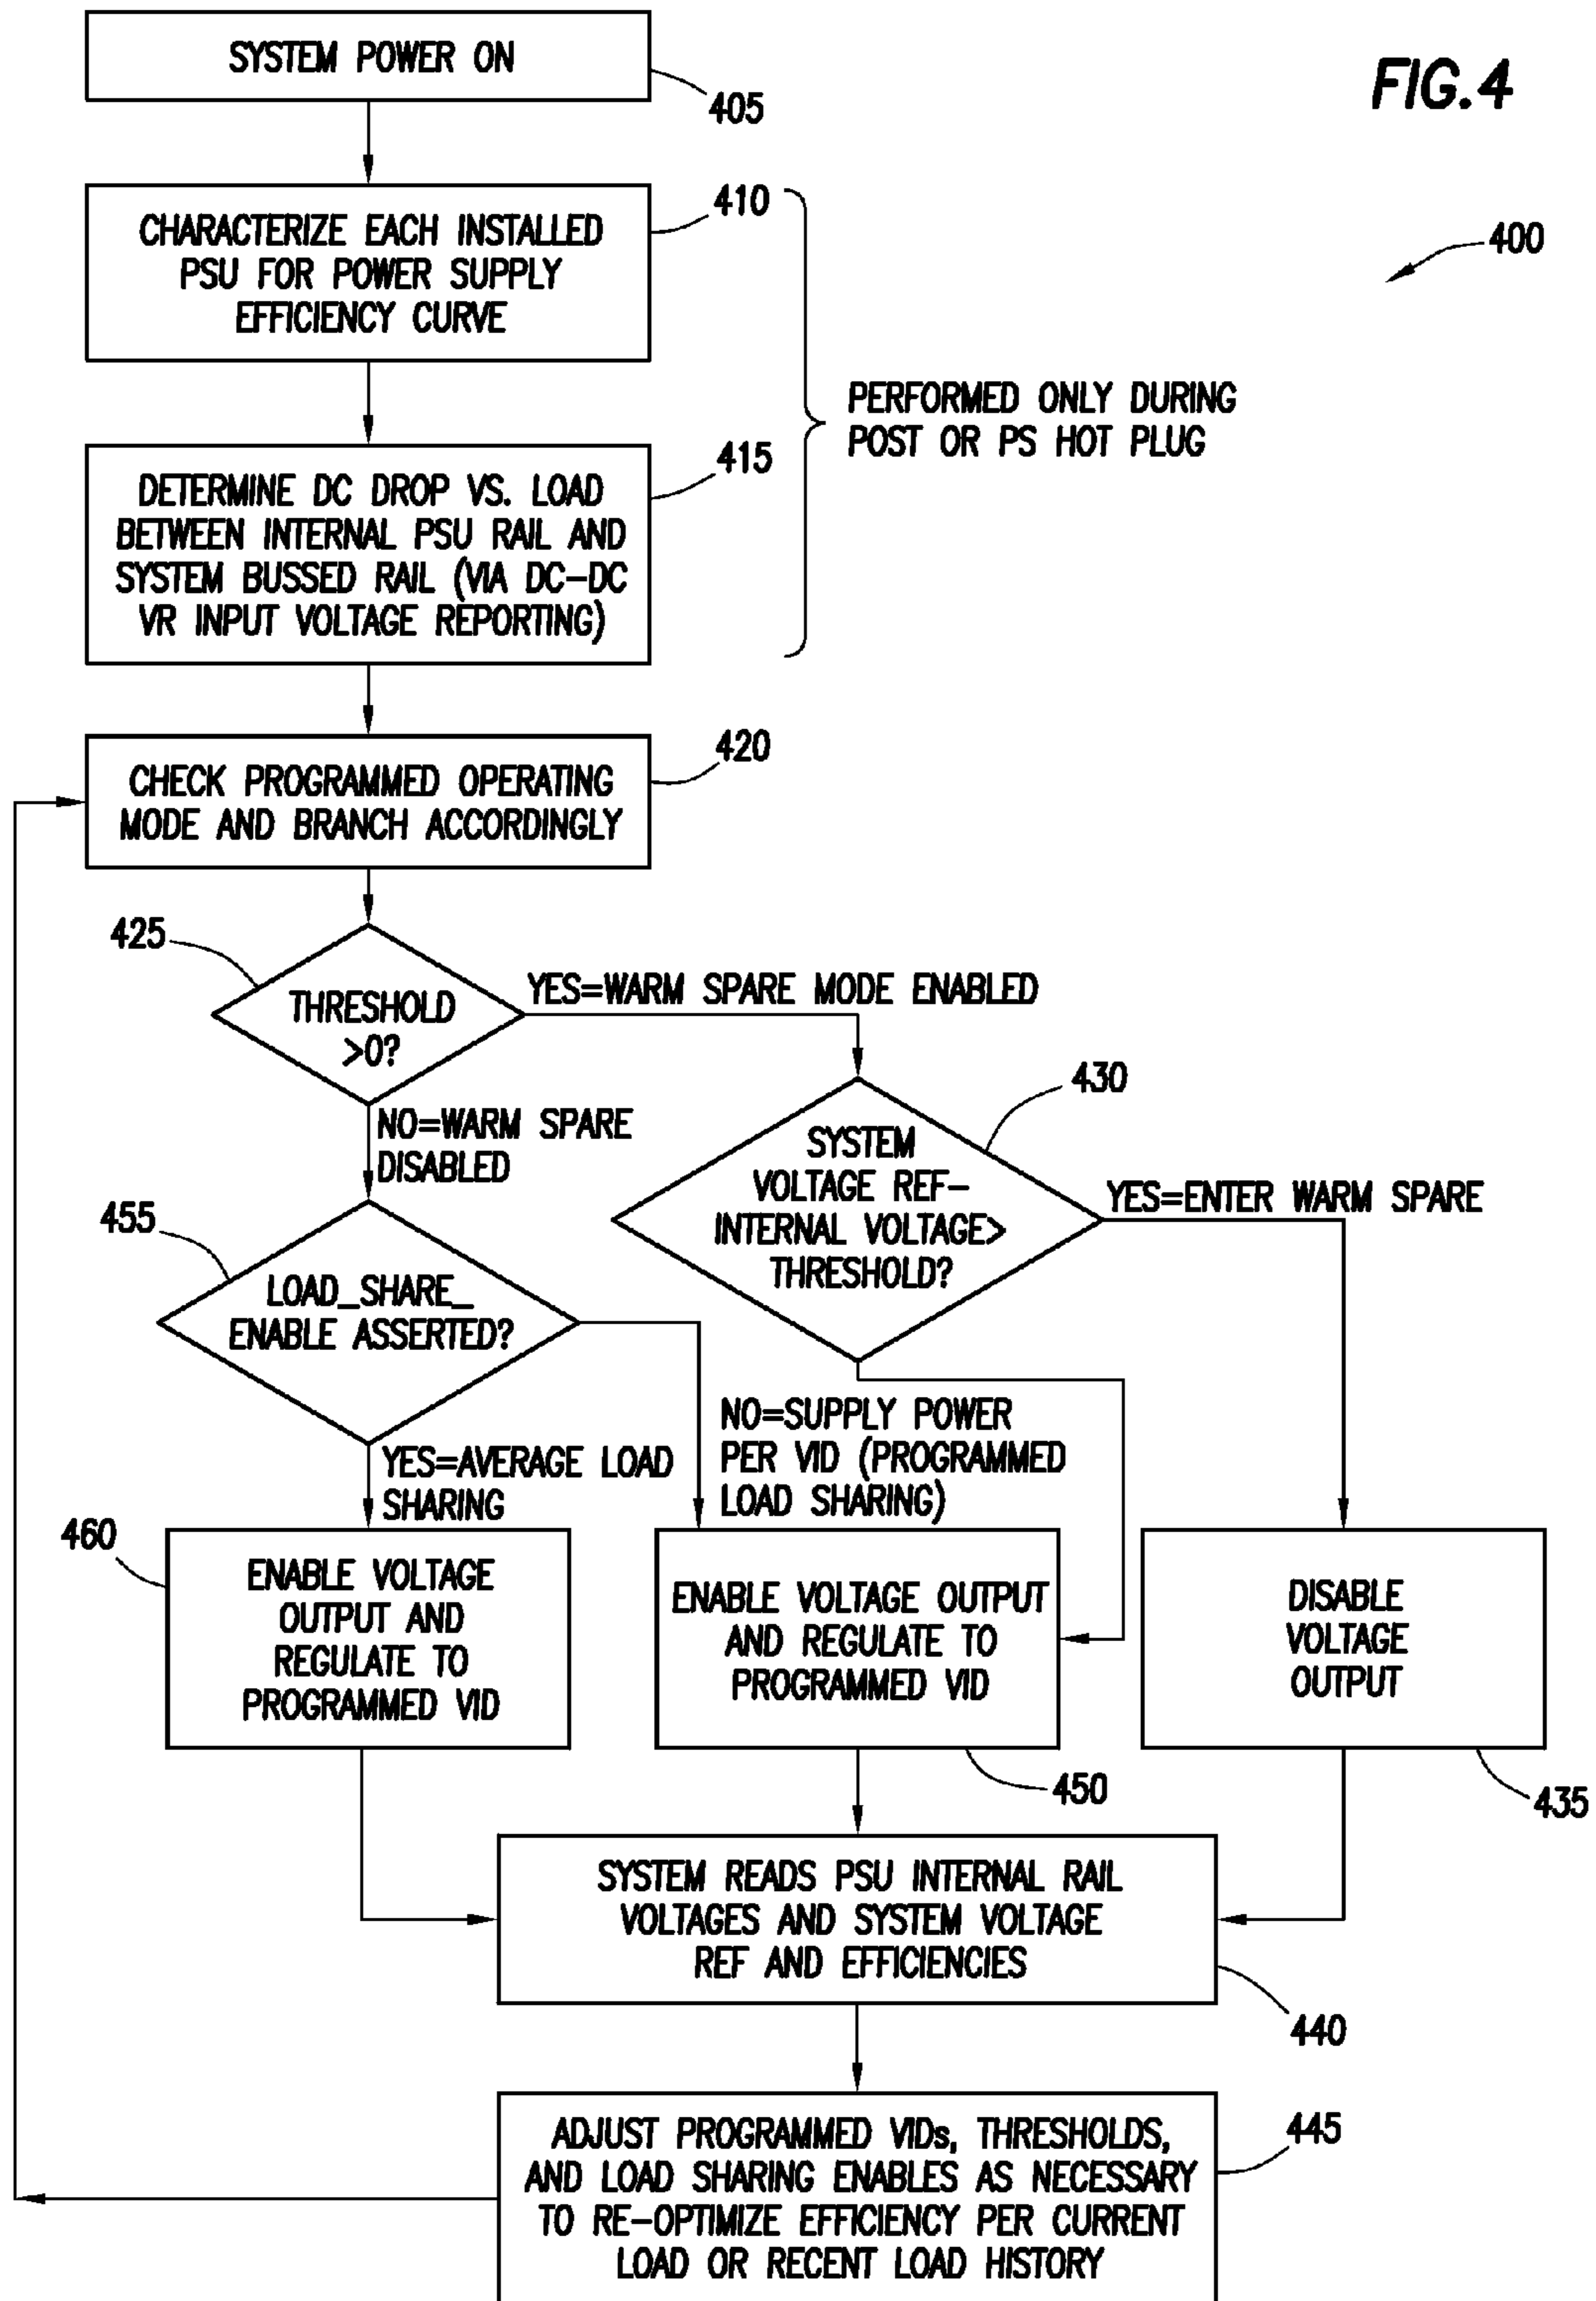 SYSTEM POWER ON
405
FIG.4
CHARACTERIZE EACH INSTALLED
PSU FOR POWER SUPPLY
EFFICIENCY CURVE
410
400
PERFORMED ONLY DURING
POST OR PS HOT PLUG
DETERMINE DC DROP VS. LOAD
BETWEEN INTERNAL PSU RAIL AND
SYSTEM BUSSED RAIL (VIA DC-DC
VR INPUT VOLTAGE REPORTING)
415
CHECK PROGRAMMED OPERATING
MODE AND BRANCH ACCORDINGLY
420
425
THRESHOLD
>0?
YES=WARM SPARE MODE ENABLED
NO=WARM SPARE
DISABLED
430
SYSTEM
VOLTAGE REF-
INTERNAL VOLTAGE>
THRESHOLD?
YES=ENTER WARM SPARE
455
LOAD_SHARE_
ENABLE ASSERTED?
NO=SUPPLY POWER
PER VID (PROGRAMMED
LOAD SHARING)
YES=AVERAGE LOAD
SHARING
460
ENABLE VOLTAGE
OUTPUT AND
REGULATE TO
PROGRAMMED VID
ENABLE VOLTAGE OUTPUT
AND REGULATE TO
PROGRAMMED VID
450
DISABLE
VOLTAGE
OUTPUT
435
SYSTEM READS PSU INTERNAL RAIL
VOLTAGES AND SYSTEM VOLTAGE
REF AND EFFICIENCIES
440
ADJUST PROGRAMMED VIDs, THRESHOLDS,
AND LOAD SHARING ENABLES AS NECESSARY
TO RE-OPTIMIZE EFFICIENCY PER CURRENT
LOAD OR RECENT LOAD HISTORY
445